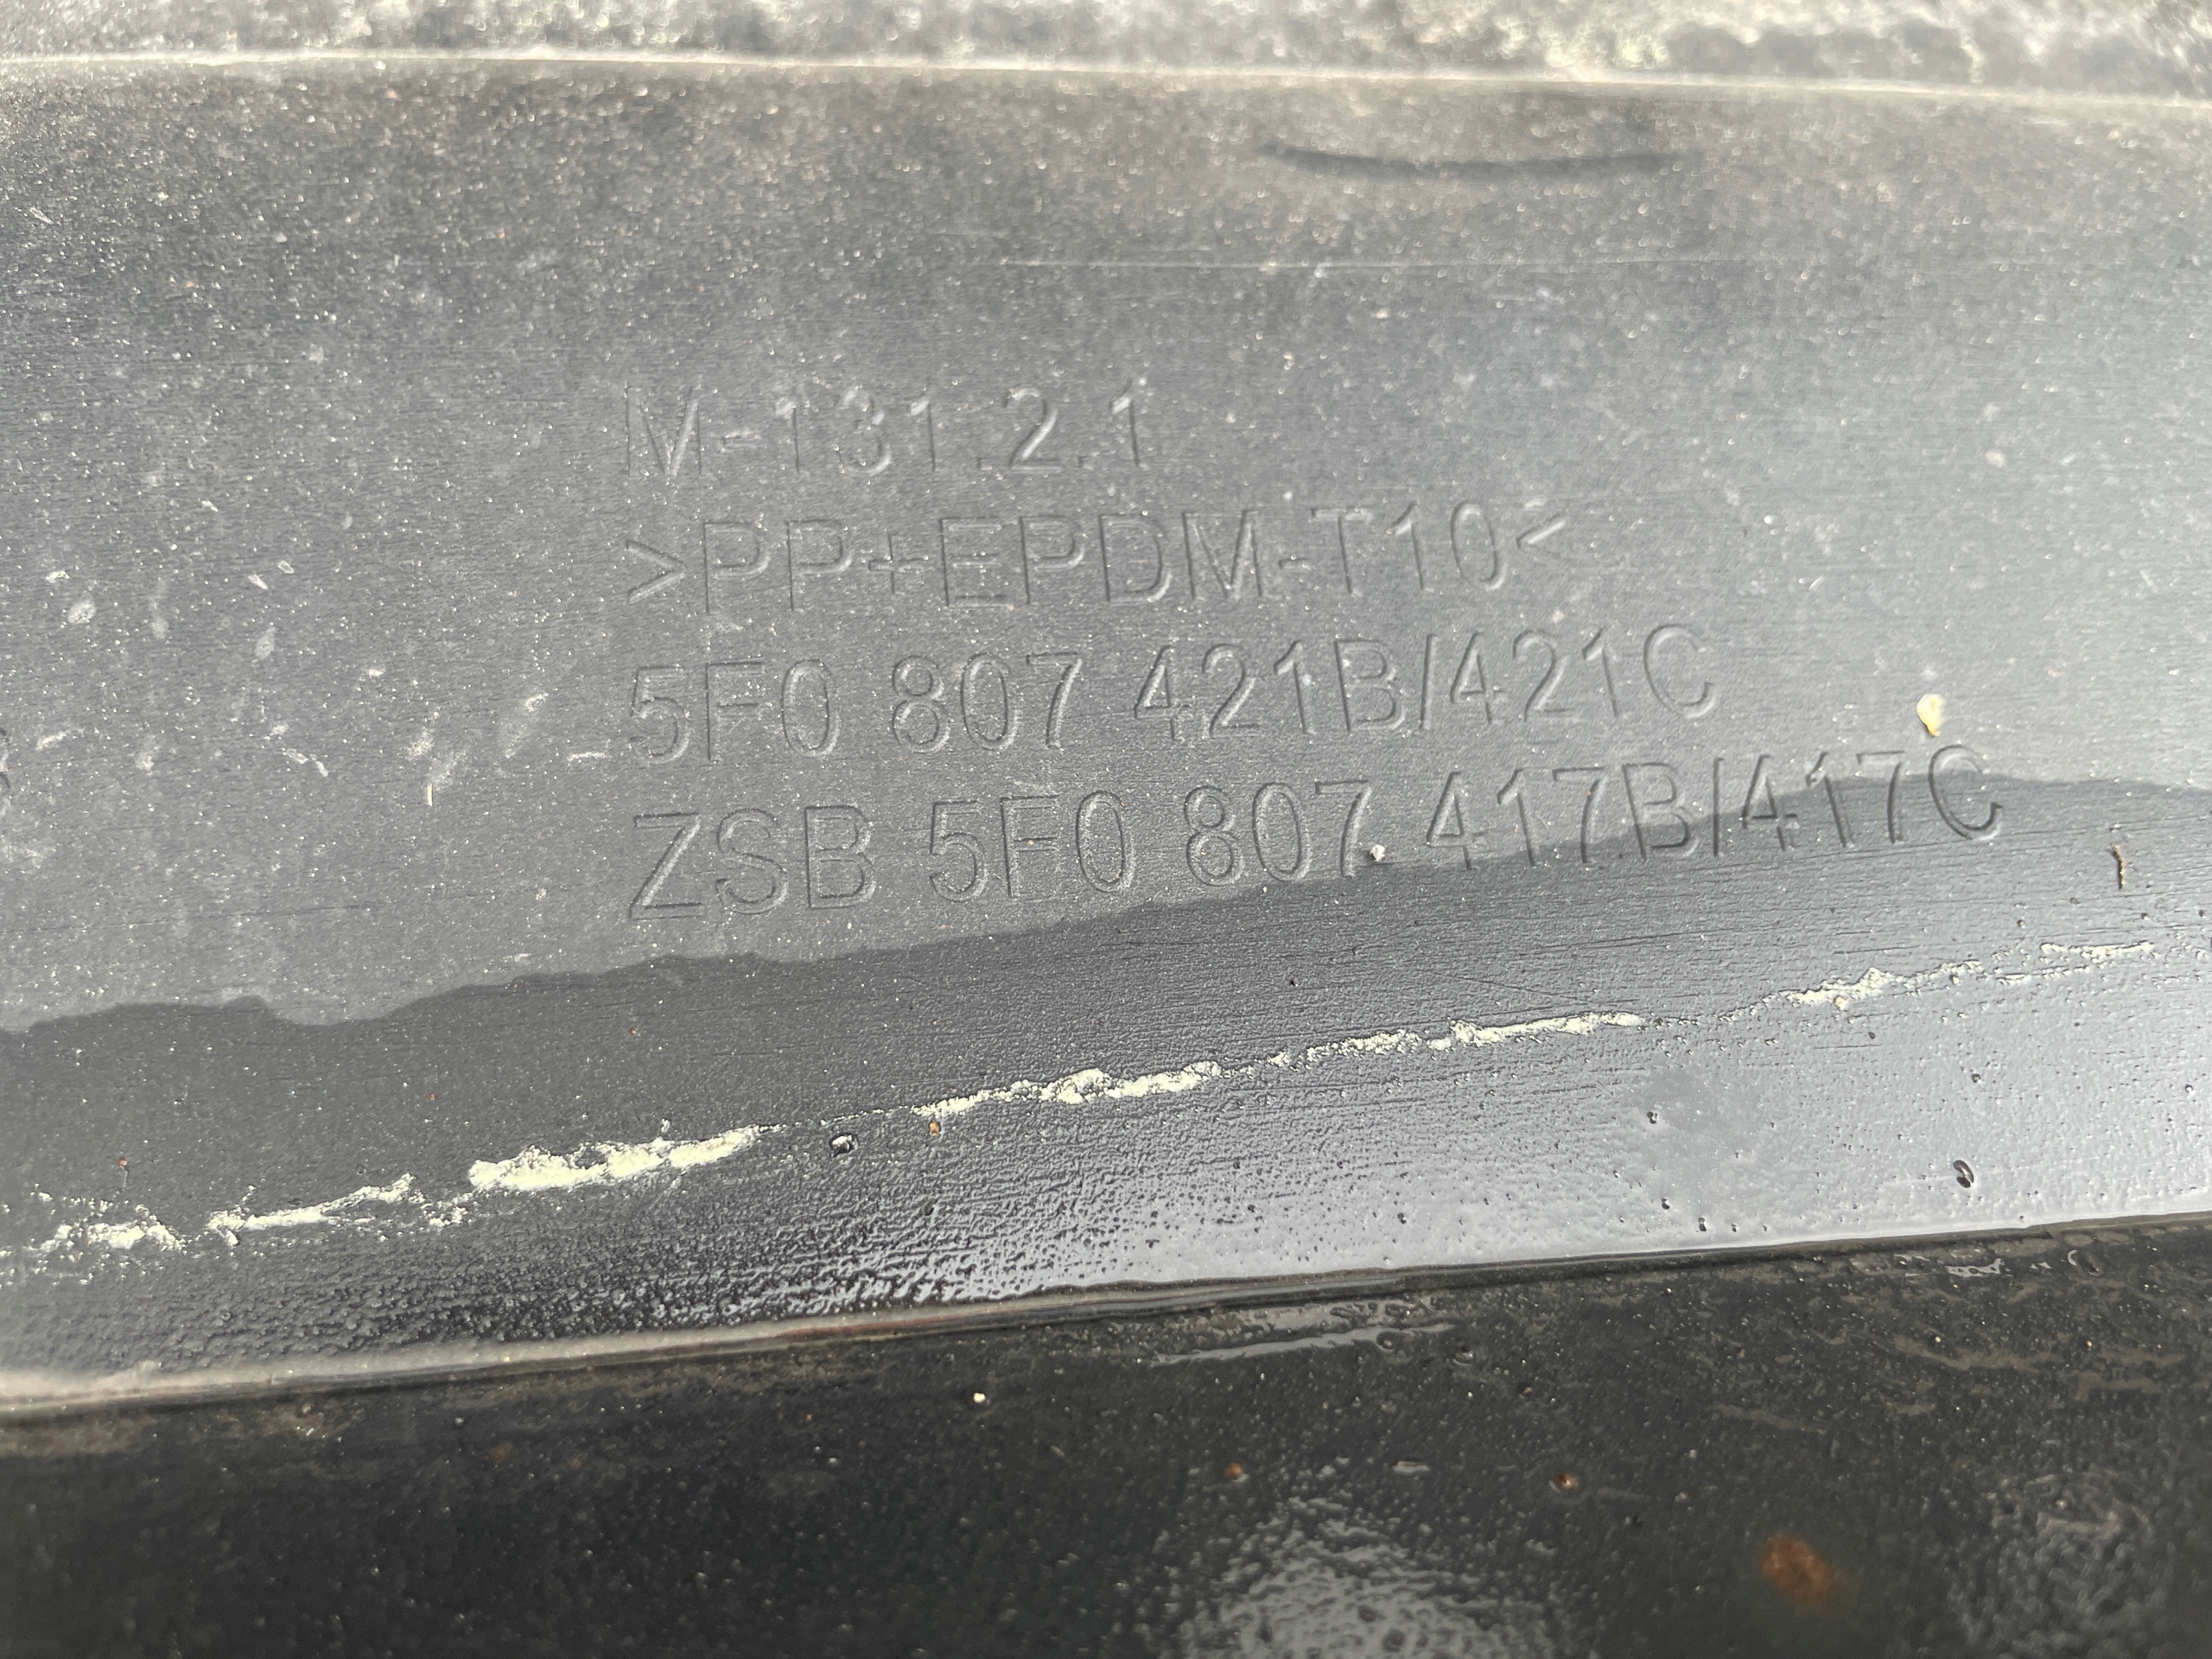 M-131.2.1
>PP+EPDM-T10<
5F0 807 421B/421C
ZSB 5F0 807 417B/417C